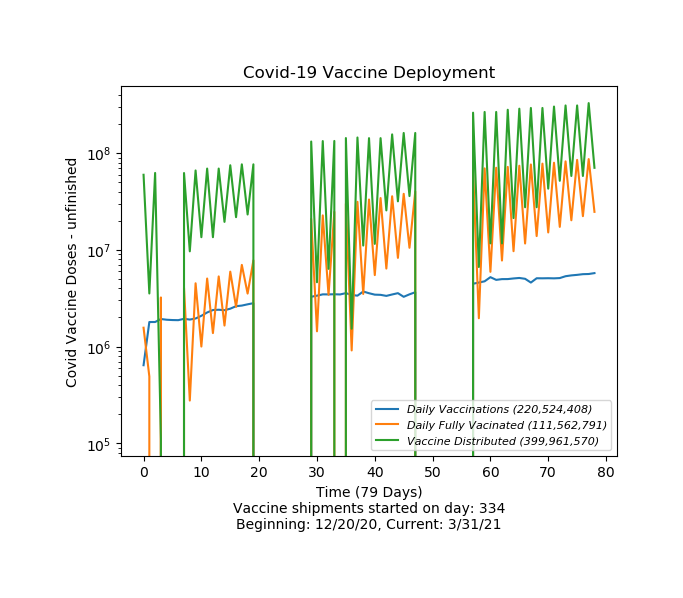 Covid-19 Vaccine Deployment
Covid Vaccine Doses - unfinished
10^8
10^7
10^6
10^5
0 10 20 30 40 50 60 70 80
Daily Vaccinations (220,524,408)
Daily Fully Vacinated (111,562,791)
Vaccine Distributed (399,961,570)
Time (79 Days)
Vaccine shipments started on day: 334
Beginning: 12/20/20, Current: 3/31/21